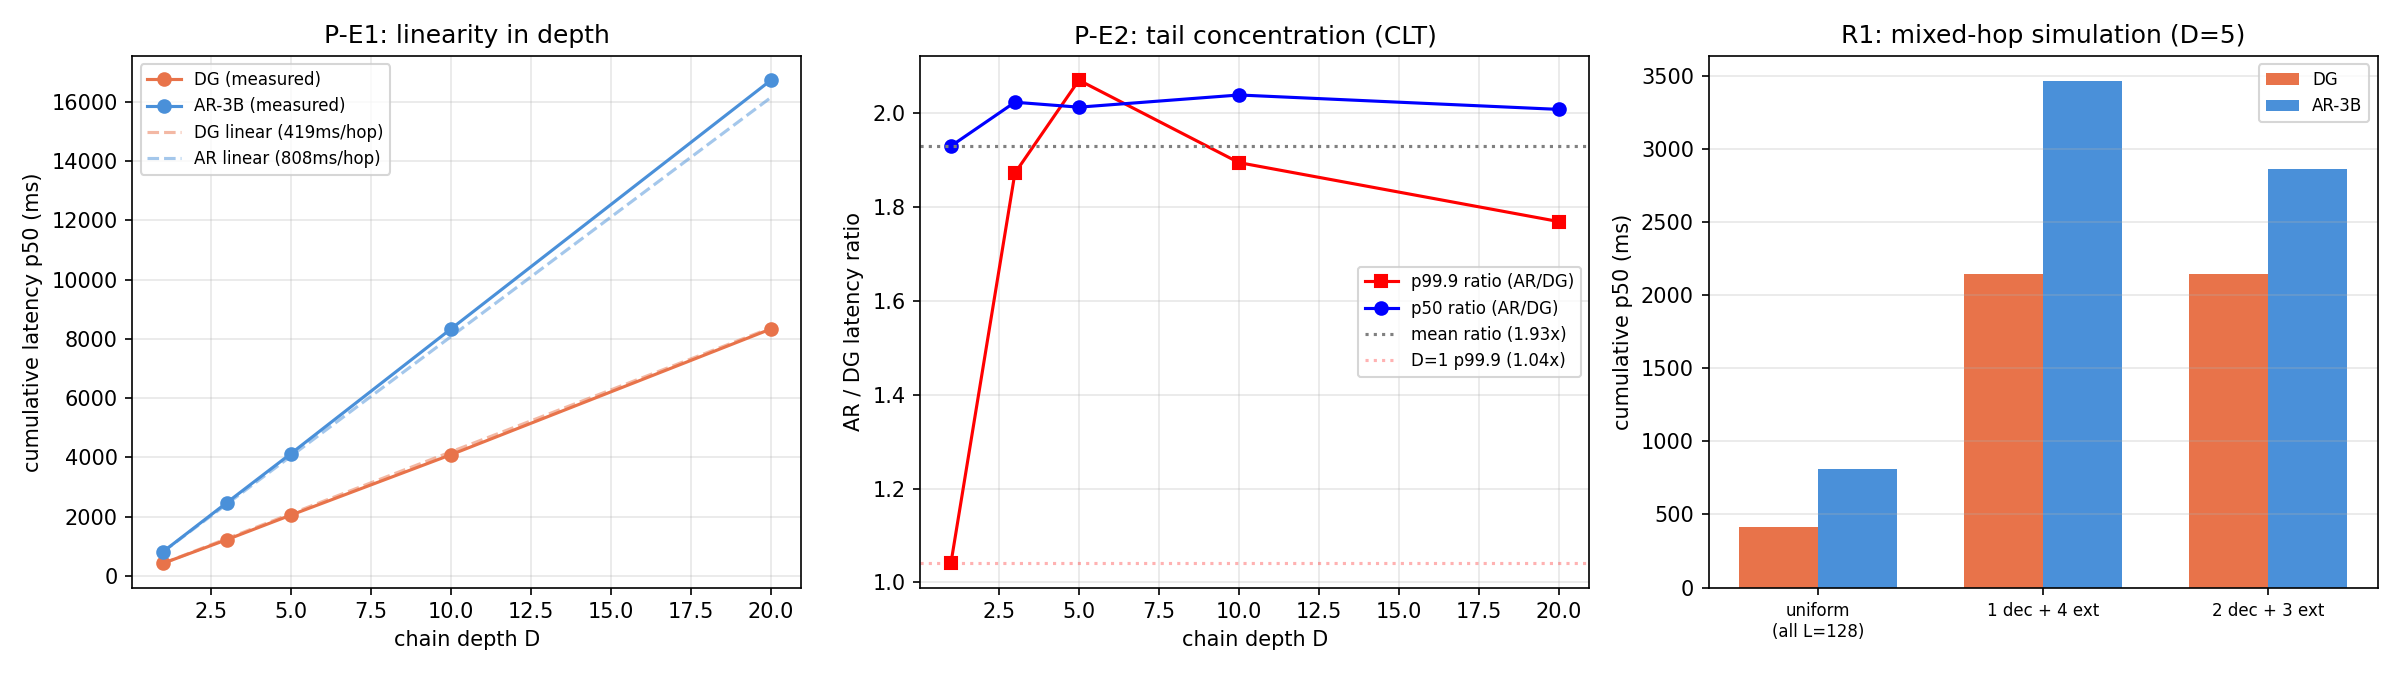 P-E1: linearity in depth
cumulative latency p50 (ms)
16000
14000
12000
10000
8000
6000
4000
2000
0
DG (measured)
AR-3B (measured)
DG linear (419ms/hop)
AR linear (808ms/hop)
2.5 5.0 7.5 10.0 12.5 15.0 17.5 20.0
chain depth D
P-E2: tail concentration (CLT)
AR / DG latency ratio
2.0
1.8
1.6
1.4
1.2
1.0
p99.9 ratio (AR/DG)
p50 ratio (AR/DG)
mean ratio (1.93x)
D=1 p99.9 (1.04x)
2.5 5.0 7.5 10.0 12.5 15.0 17.5 20.0
chain depth D
R1: mixed-hop simulation (D=5)
cumulative p50 (ms)
3500
3000
2500
2000
1500
1000
500
0
DG
AR-3B
uniform
(all L=128)
1 dec + 4 ext
2 dec + 3 ext